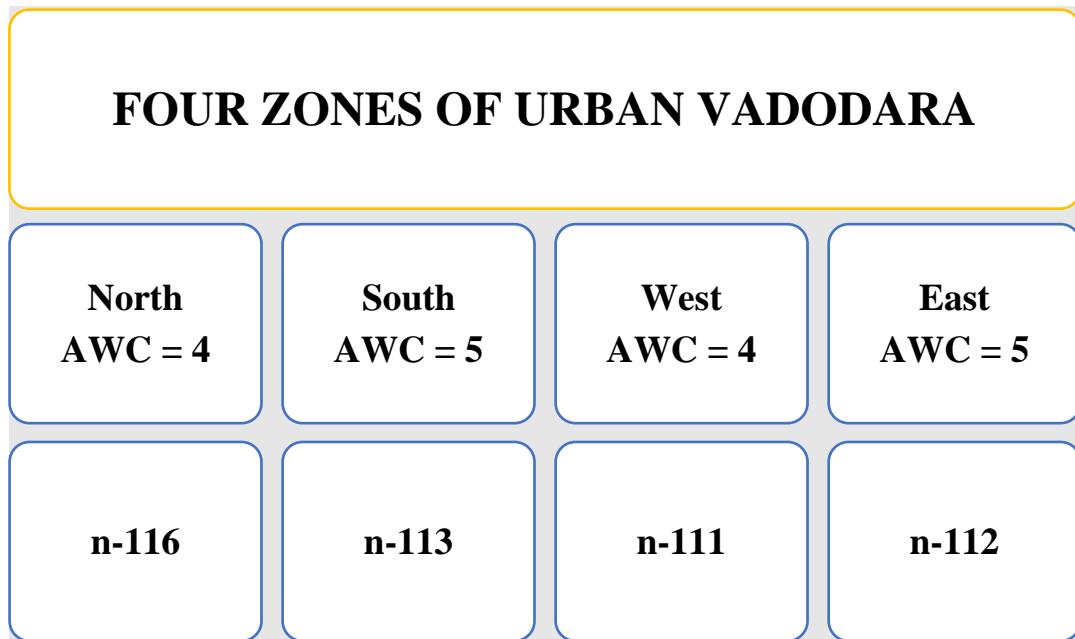 FOUR ZONES OF URBAN VADODARA
North
AWC = 4
South
AWC = 5
West
AWC = 4
East
AWC = 5
n-116
n-113
n-111
n-112